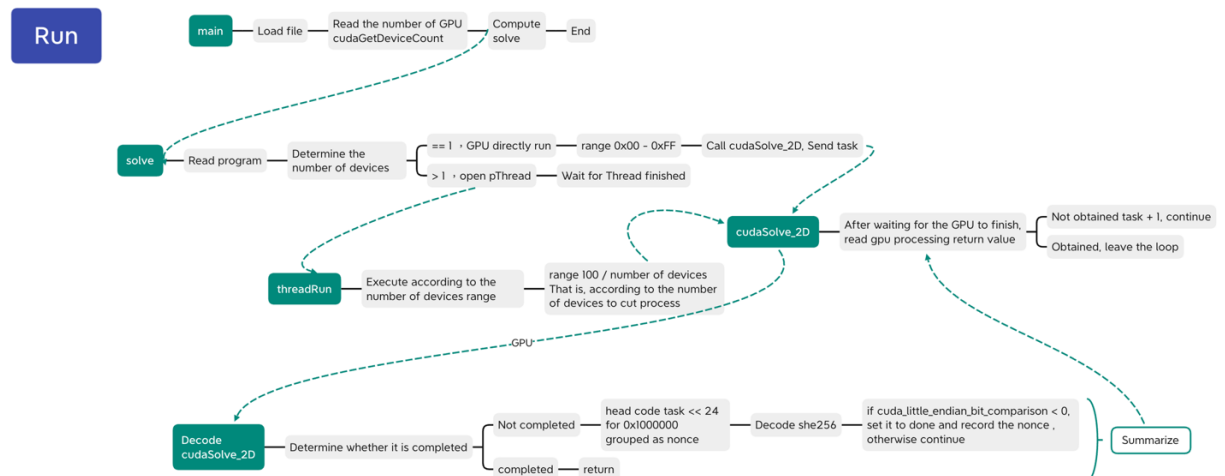 Run
main
Load file
Read the number of GPU
cudaGetDeviceCount
Compute
solve
End
solve
Read program
Determine the
number of devices
== 1 ，GPU directly run
range 0x00 - 0xFF
Call cudaSolve_2D, Send task
> 1 ，open pThread
Wait for Thread finished
cudaSolve_2D
After waiting for the GPU to finish,
read gpu processing return value
Not obtained task + 1, continue
Obtained, leave the loop
threadRun
Execute according to the
number of devices range
range 100 / number of devices
That is, according to the number
of devices to cut process
GPU
Decode
cudaSolve_2D
Determine whether it is completed
Not completed
head code task << 24
for 0x1000000
grouped as nonce
Decode she256
if cuda_little_endian_bit_comparison < 0,
set it to done and record the nonce ,
otherwise continue
Summarize
completed
return